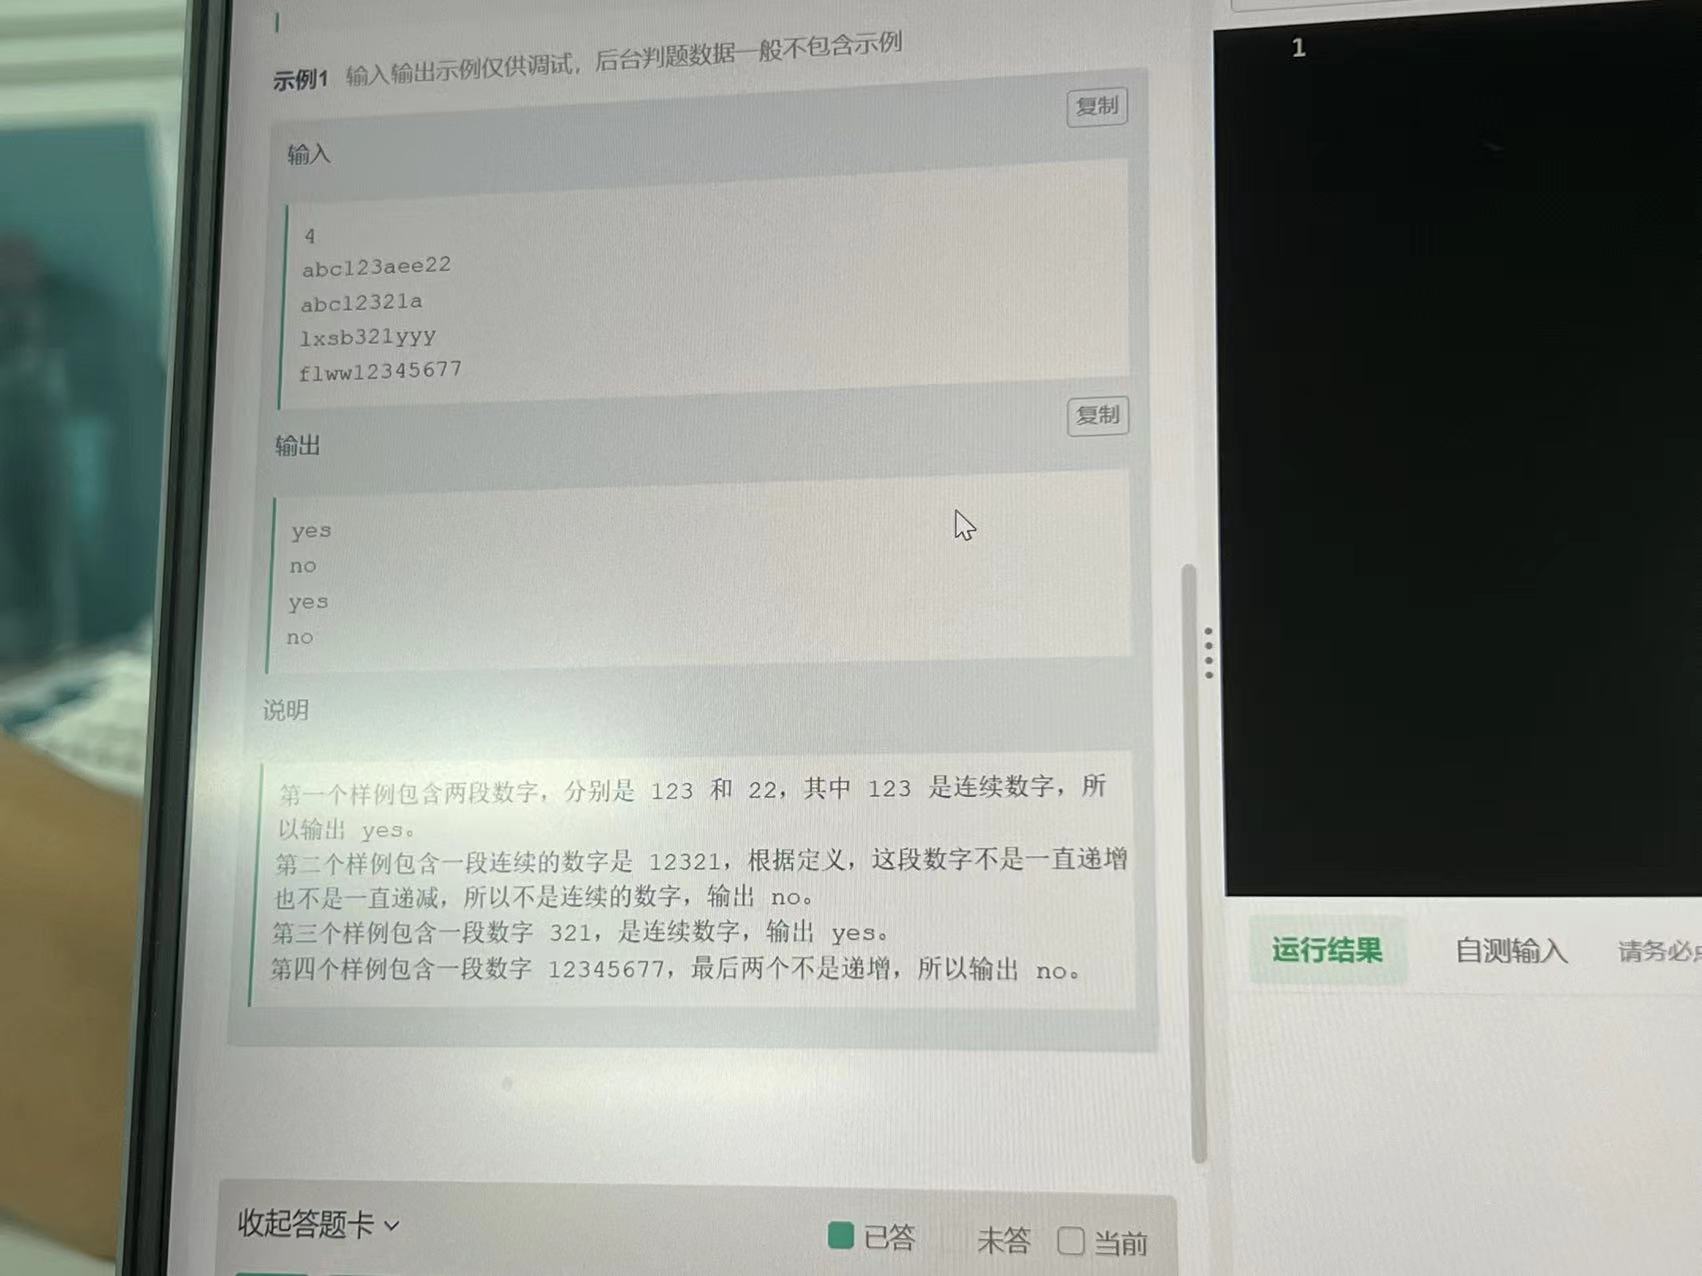 示例1 输入输出示例仅供调试，后台判题数据一般不包含示例
复制
输入
4
abc123aee22
abc12321a
lxsb321yyy
flww12345677
复制
输出
yes
no
yes
no
说明
第一个样例包含两段数字，分别是 123 和 22，其中 123 是连续数字，所
以输出 yes。
第二个样例包含一段连续的数字是 12321，根据定义，这段数字不是一直递增
也不是一直递减，所以不是连续的数字，输出 no。
第三个样例包含一段数字 321，是连续数字，输出 yes。
第四个样例包含一段数字 12345677，最后两个不是递增，所以输出 no。
收起答题卡
已答 未答 当前
1
运行结果 自测输入 请务必